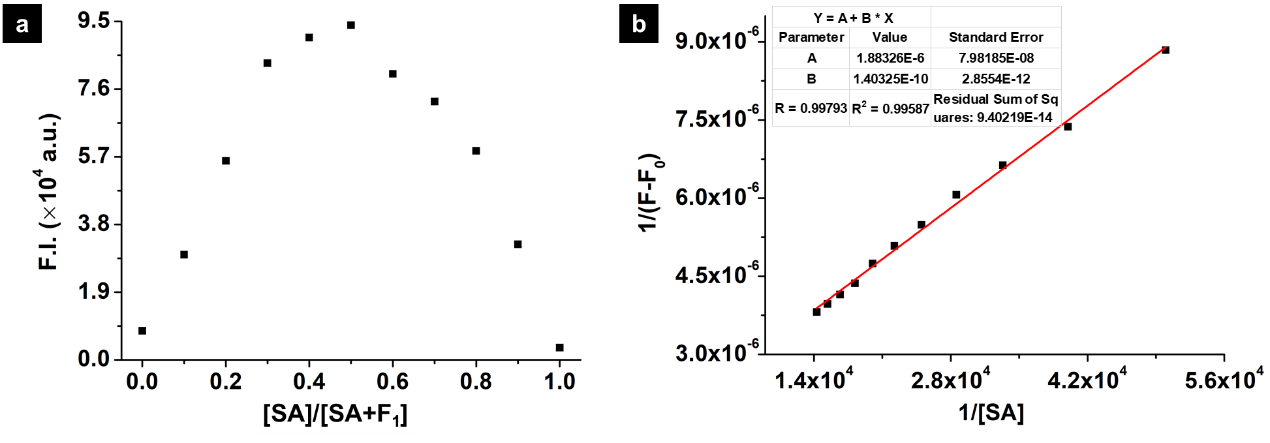 a
9.5
7.6
5.7
3.8
1.9
0.0
F.I. (×10⁴ a.u.)
0.0 0.2 0.4 0.6 0.8 1.0
[SA]/[SA+F₁]
b
Y = A + B * X
Parameter Value Standard Error
A 1.88326E-6 7.98185E-08
B 1.40325E-10 2.8554E-12
R = 0.99793 R² = 0.99587 Residual Sum of Sq
uares: 9.40219E-14
9.0x10⁻⁶
7.5x10⁻⁶
6.0x10⁻⁶
4.5x10⁻⁶
3.0x10⁻⁶
1/(F-F₀)
1.4x10⁴ 2.8x10⁴ 4.2x10⁴ 5.6x10⁴
1/[SA]